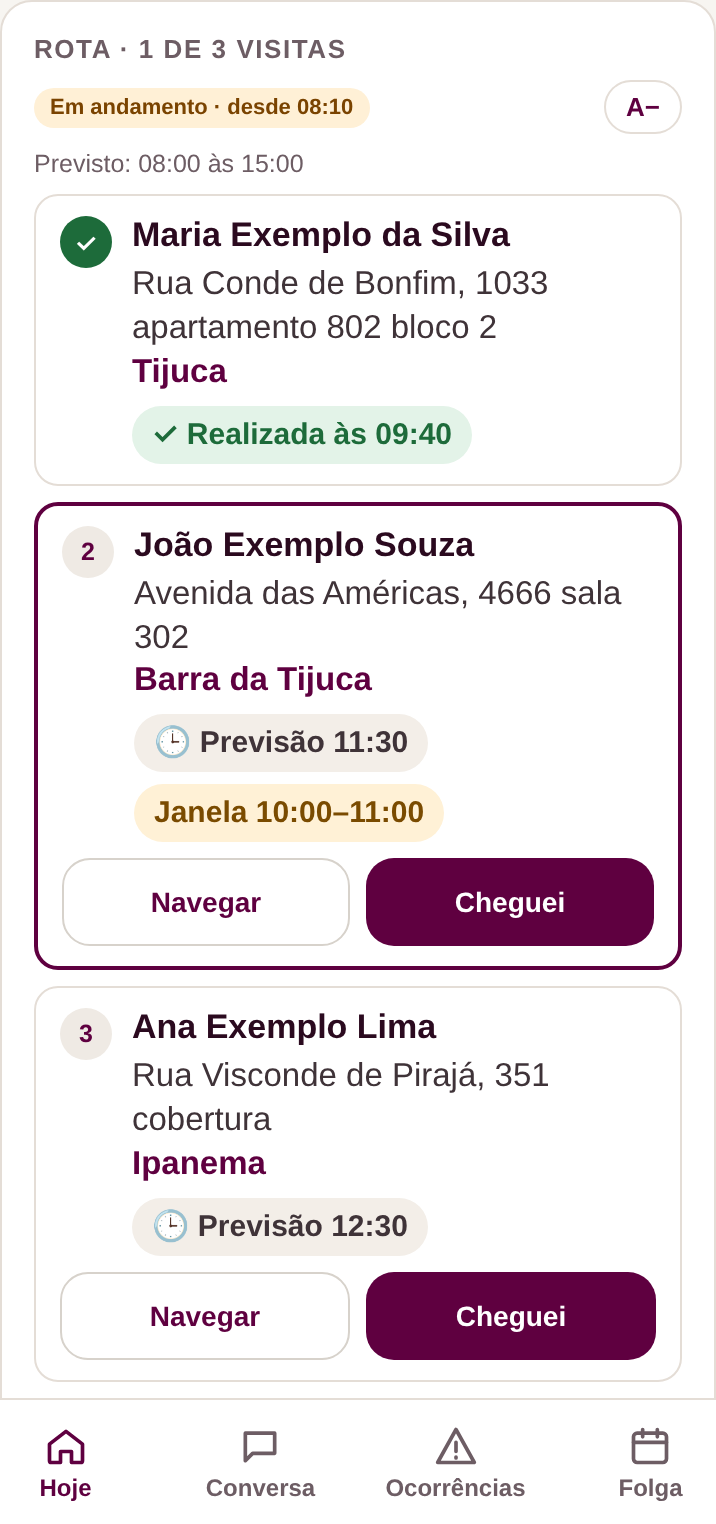 ROTA · 1 DE 3 VISITAS
Em andamento · desde 08:10
A−
Previsto: 08:00 às 15:00
Maria Exemplo da Silva
Rua Conde de Bonfim, 1033
apartamento 802 bloco 2
Tijuca
✓ Realizada às 09:40
2
João Exemplo Souza
Avenida das Américas, 4666 sala
302
Barra da Tijuca
🕒 Previsão 11:30
Janela 10:00–11:00
Navegar
Cheguei
3
Ana Exemplo Lima
Rua Visconde de Pirajá, 351
cobertura
Ipanema
🕒 Previsão 12:30
Navegar
Cheguei
Hoje
Conversa
Ocorrências
Folga